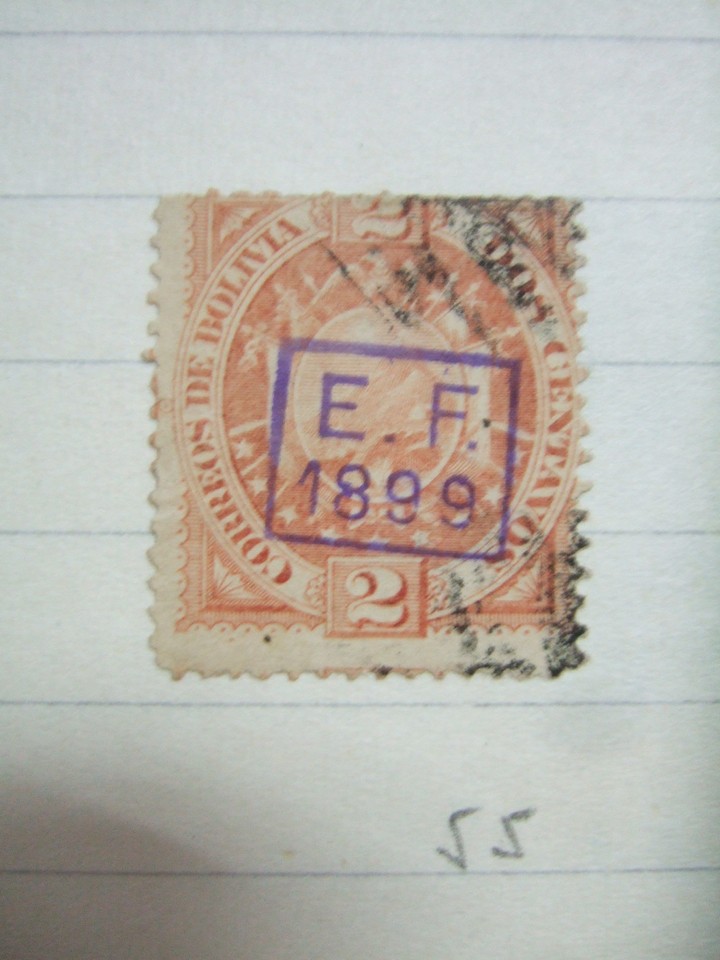 2
CORREOS DE BOLIVIA
DOS CENTAVOS
E. F.
1899
2
55